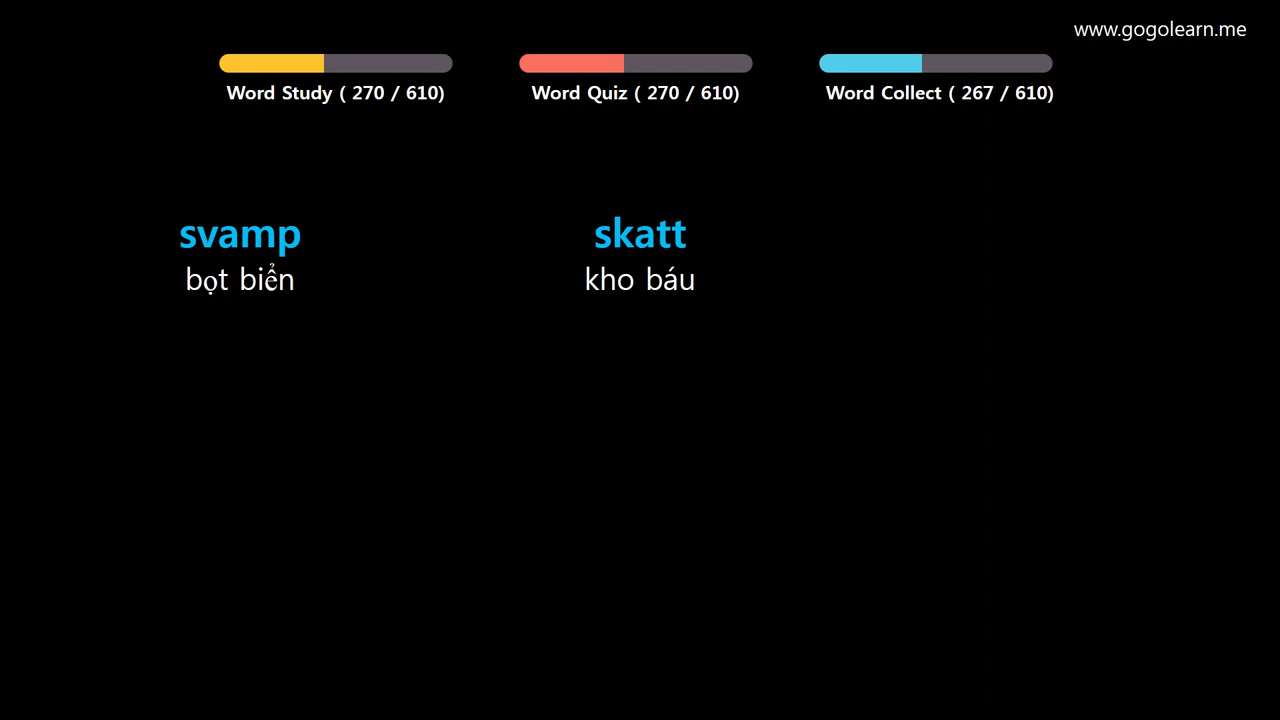 www.gogolearn.me
Word Study ( 270 / 610)
Word Quiz ( 270 / 610)
Word Collect ( 267 / 610)
svamp
bọt biển
skatt
kho báu